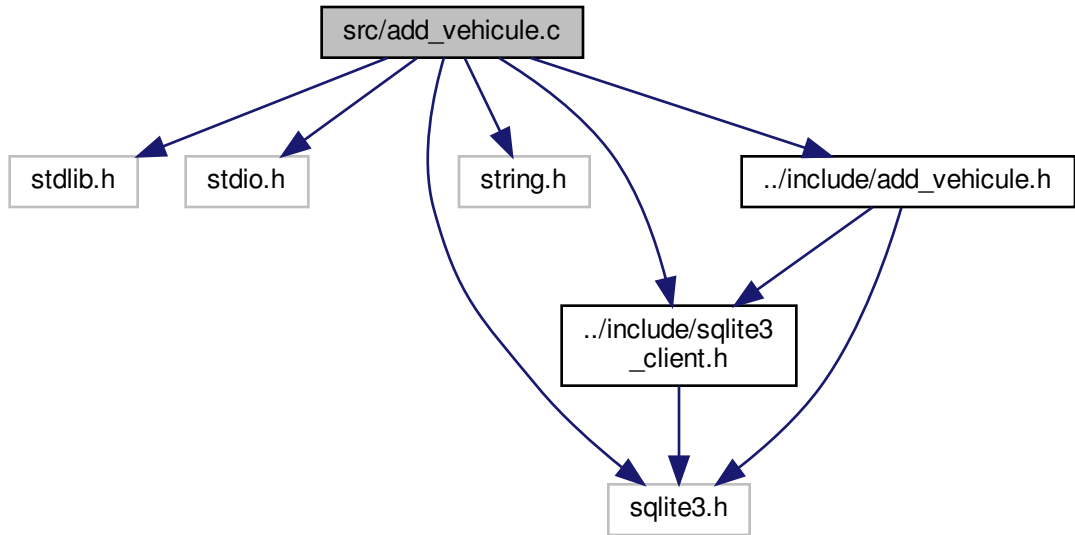 src/add_vehicule.c
stdlib.h
stdio.h
string.h
../include/add_vehicule.h
../include/sqlite3
_client.h
sqlite3.h